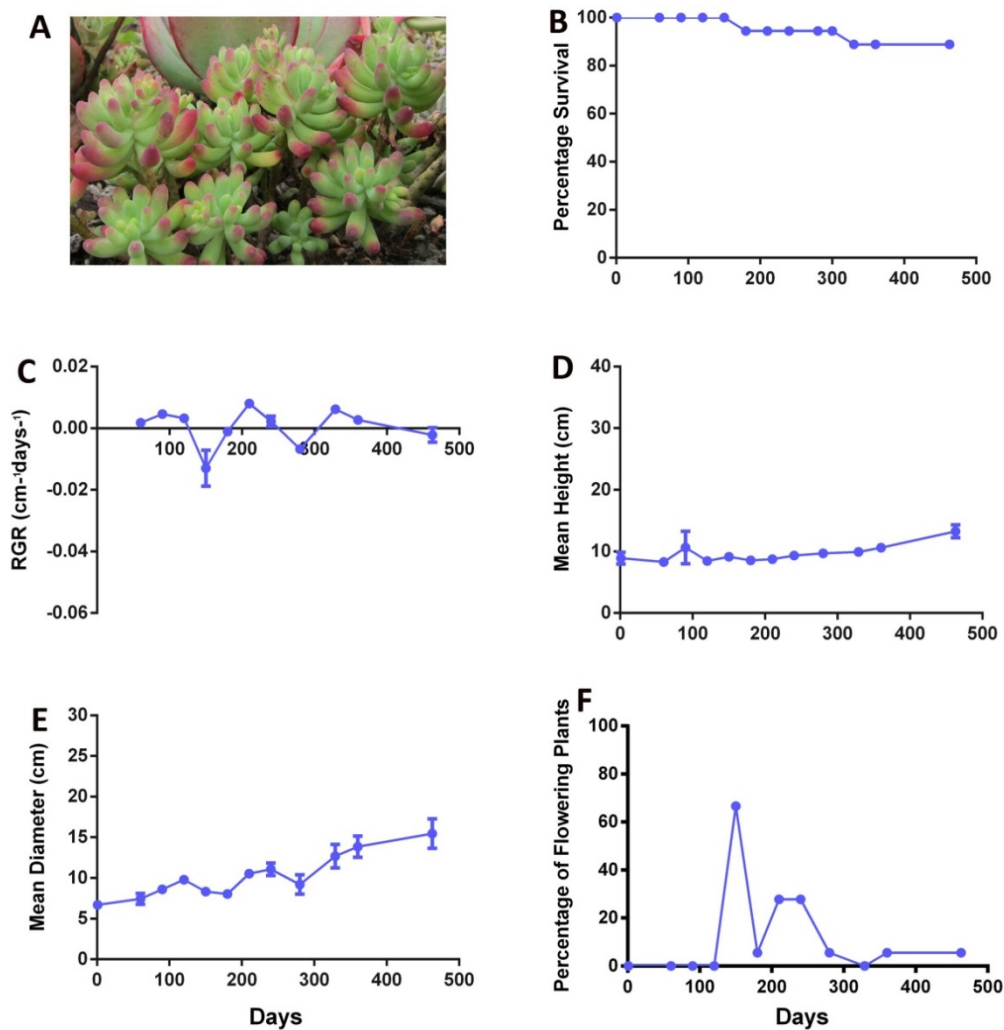 A
B
Percentage Survival
100
80
60
40
20
0
0 100 200 300 400 500
C
RGR (cm-¹days-¹)
0.02
0.00
-0.02
-0.04
-0.06
100 200 300 400 500
D
Mean Height (cm)
40
30
20
10
0
0 100 200 300 400 500
E
Mean Diameter (cm)
30
25
20
15
10
5
0
0 100 200 300 400 500
Days
F
Percentage of Flowering Plants
100
80
60
40
20
0
0 100 200 300 400 500
Days